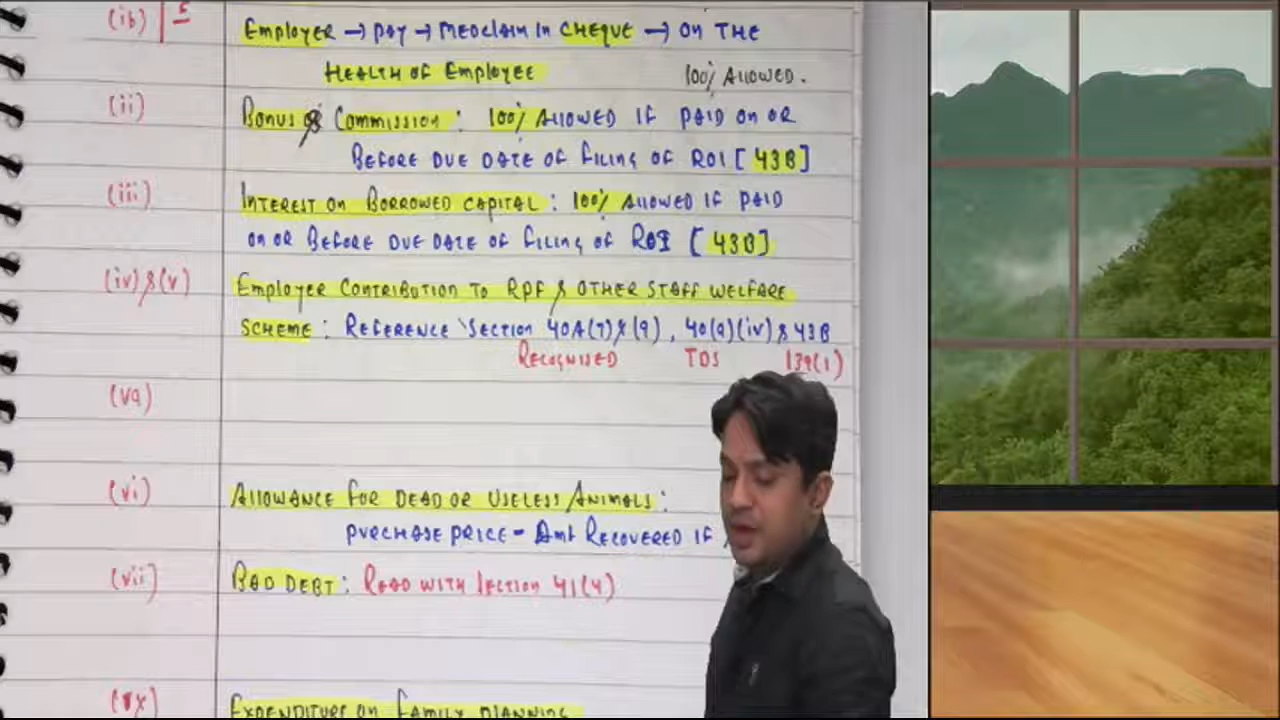 (ib) 5 Employer → pay → Mediclaim in CHEQUE → on THE
HEALTH OF Employee 100% ALLOWED.
(ii) Bonus or Commission : 100% ALLOWED IF PAID on or
BEFORE DUE DATE OF filing of ROI [ 43B ]
(iii) INTEREST on BORROWED CAPITAL : 100% ALLOWED IF PAID
on or BEFORE DUE DATE OF filing of ROI [ 43B ]
(iv) & (v) Employer CONTRIBUTION TO RPF & OTHER STAFF WELFARE
SCHEME : REFERENCE Section 40A(7) & (9) , 40(a)(iv) & 43B
RECOGNISED TDS 139(1)
(va)
(vi) ALLOWANCE FOR DEAD OR USELESS ANIMALS :
PURCHASE PRICE - Amt RECOVERED IF
(vii) BAD DEBT : READ WITH Section 41(4)
(ix) EXPENDITURE on FAMILY PLANNING